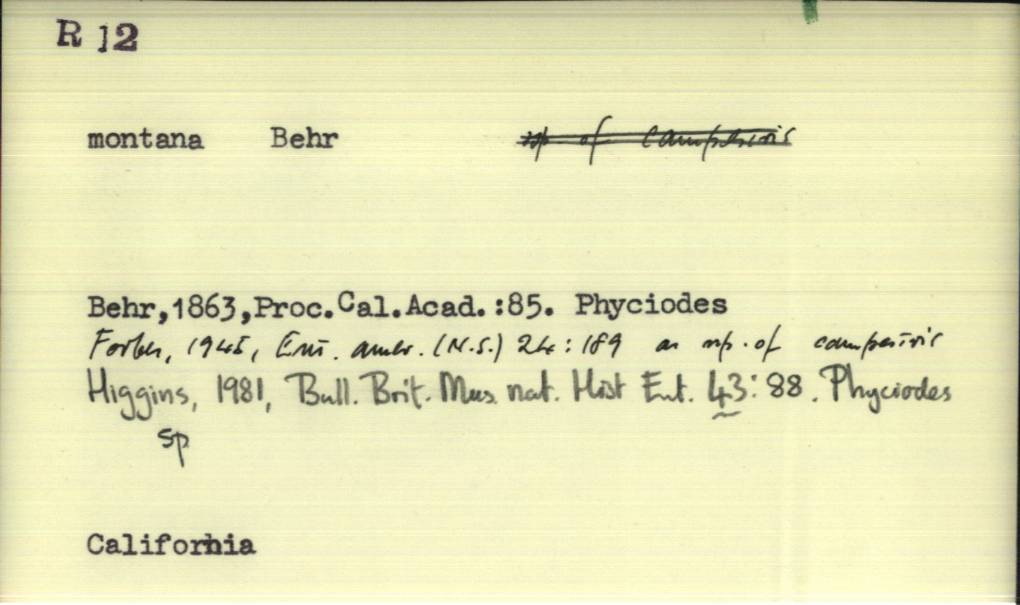 R 12
montana Behr ssp of campestris
Behr,1863,Proc.Cal.Acad.:85. Phyciodes
Forbes, 1945, Ent. amer. (N.S.) 24:189 as ssp. of campestris
Higgins, 1981, Bull. Brit. Mus. nat. Hist Ent. 43: 88. Phyciodes
sp
California